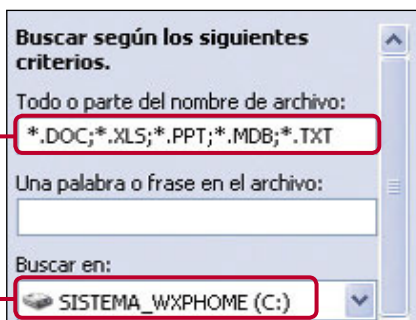 Buscar según los siguientes
criterios.
Todo o parte del nombre de archivo:
*.DOC;*.XLS;*.PPT;*.MDB;*.TXT
Una palabra o frase en el archivo:
Buscar en:
SISTEMA_WXPHOME (C:)